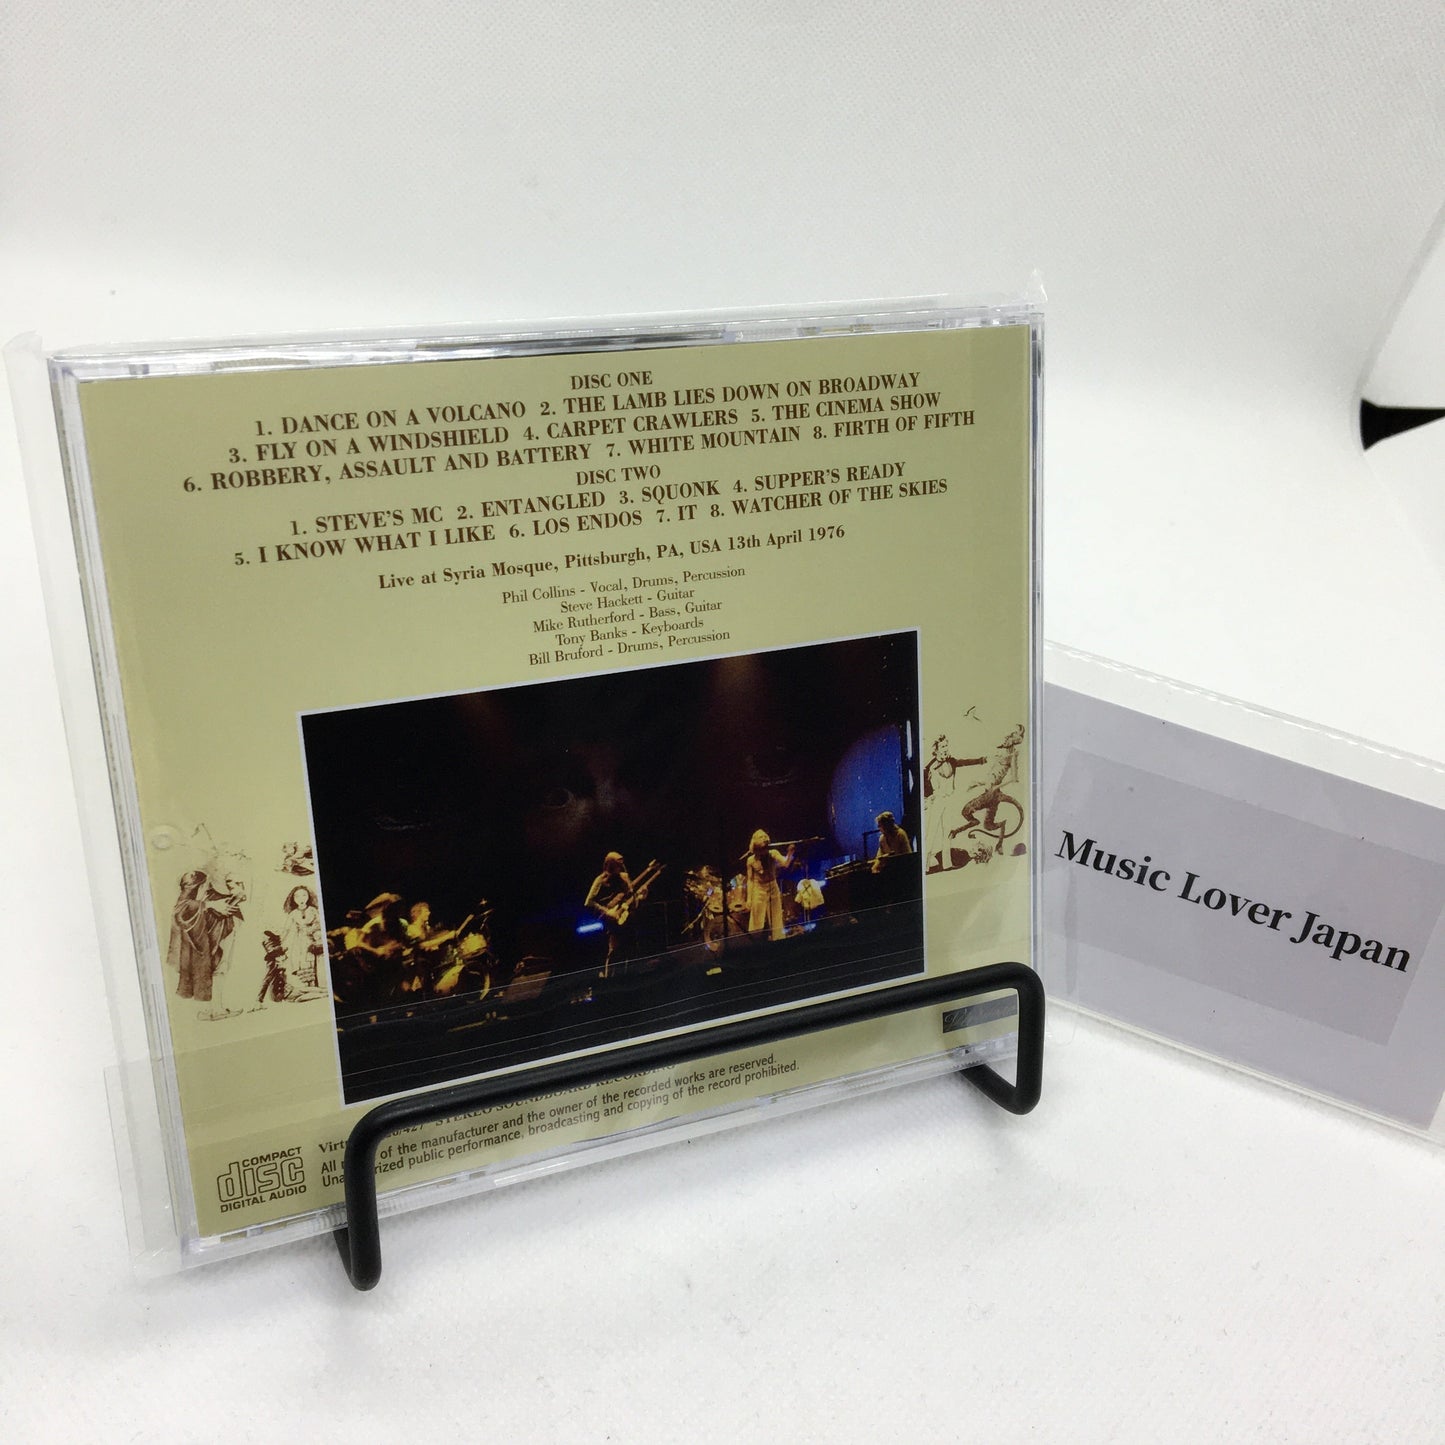 DISC ONE
1. DANCE ON A VOLCANO 2. THE LAMB LIES DOWN ON BROADWAY
3. FLY ON A WINDSHIELD 4. CARPET CRAWLERS 5. THE CINEMA SHOW
6. ROBBERY, ASSAULT AND BATTERY 7. WHITE MOUNTAIN 8. FIRTH OF FIFTH
DISC TWO
1. STEVE'S MC 2. ENTANGLED 3. SQUONK 4. SUPPER'S READY
5. I KNOW WHAT I LIKE 6. LOS ENDOS 7. IT 8. WATCHER OF THE SKIES
Live at Syria Mosque, Pittsburgh, PA, USA 13th April 1976
Phil Collins - Vocal, Drums, Percussion
Steve Hackett - Guitar
Mike Rutherford - Bass, Guitar
Tony Banks - Keyboards
Bill Bruford - Drums, Percussion
/427 STEREO SOUNDBOARD RECORDING
of the manufacturer and the owner of the recorded works are reserved.
All public performance, broadcasting and copying of the record prohibited.
COMPACT
disc
DIGITAL AUDIO
Music Lover Japan